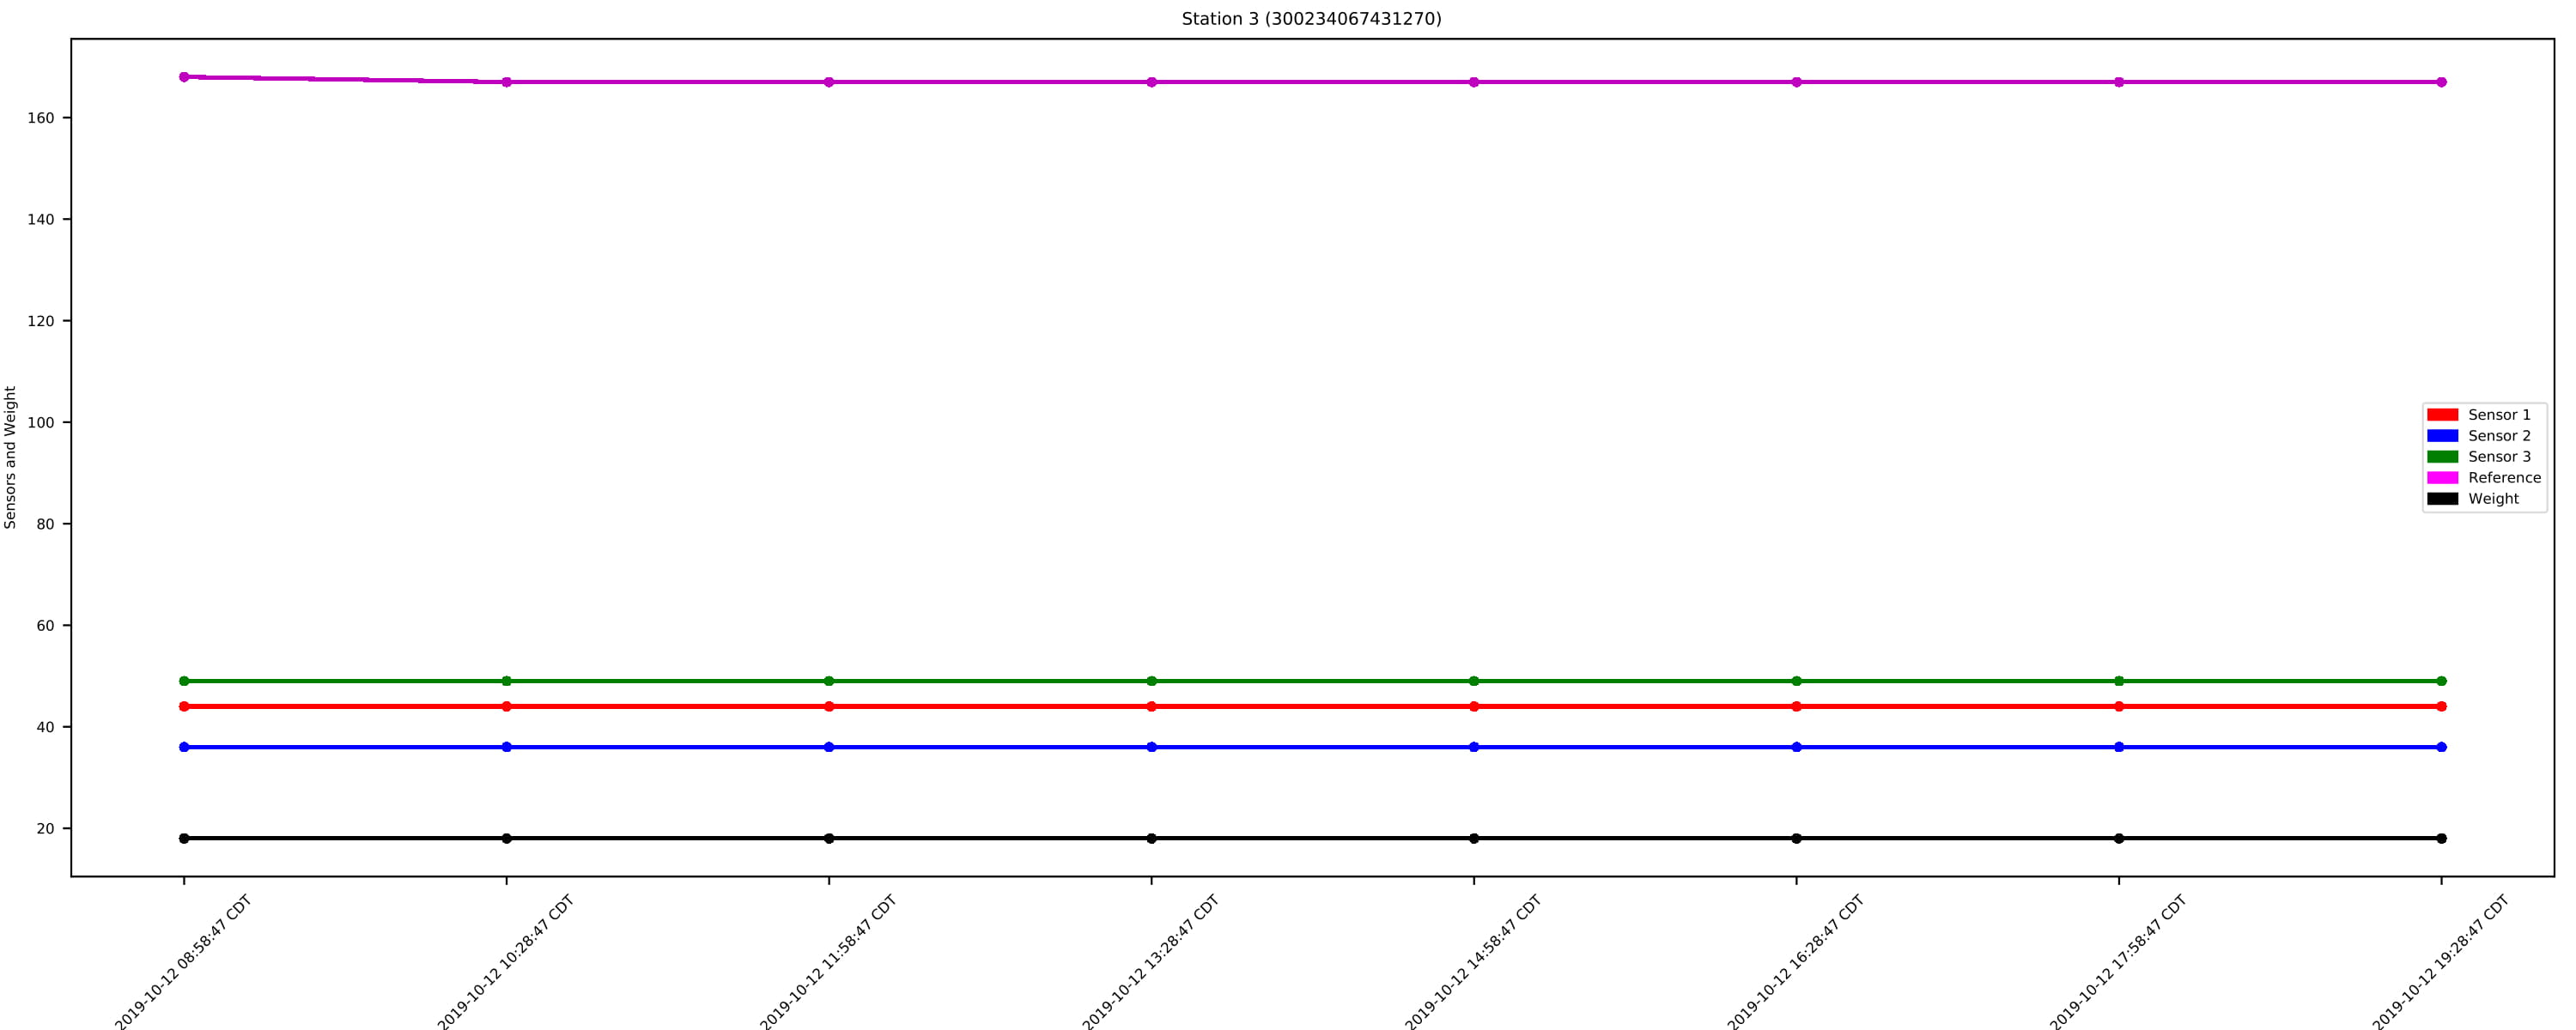 Station 3 (300234067431270)
Sensors and Weight
160
140
120
100
80
60
40
20
Sensor 1
Sensor 2
Sensor 3
Reference
Weight
2019-10-12 08:58:47 CDT
2019-10-12 10:28:47 CDT
2019-10-12 11:58:47 CDT
2019-10-12 13:28:47 CDT
2019-10-12 14:58:47 CDT
2019-10-12 16:28:47 CDT
2019-10-12 17:58:47 CDT
2019-10-12 19:28:47 CDT